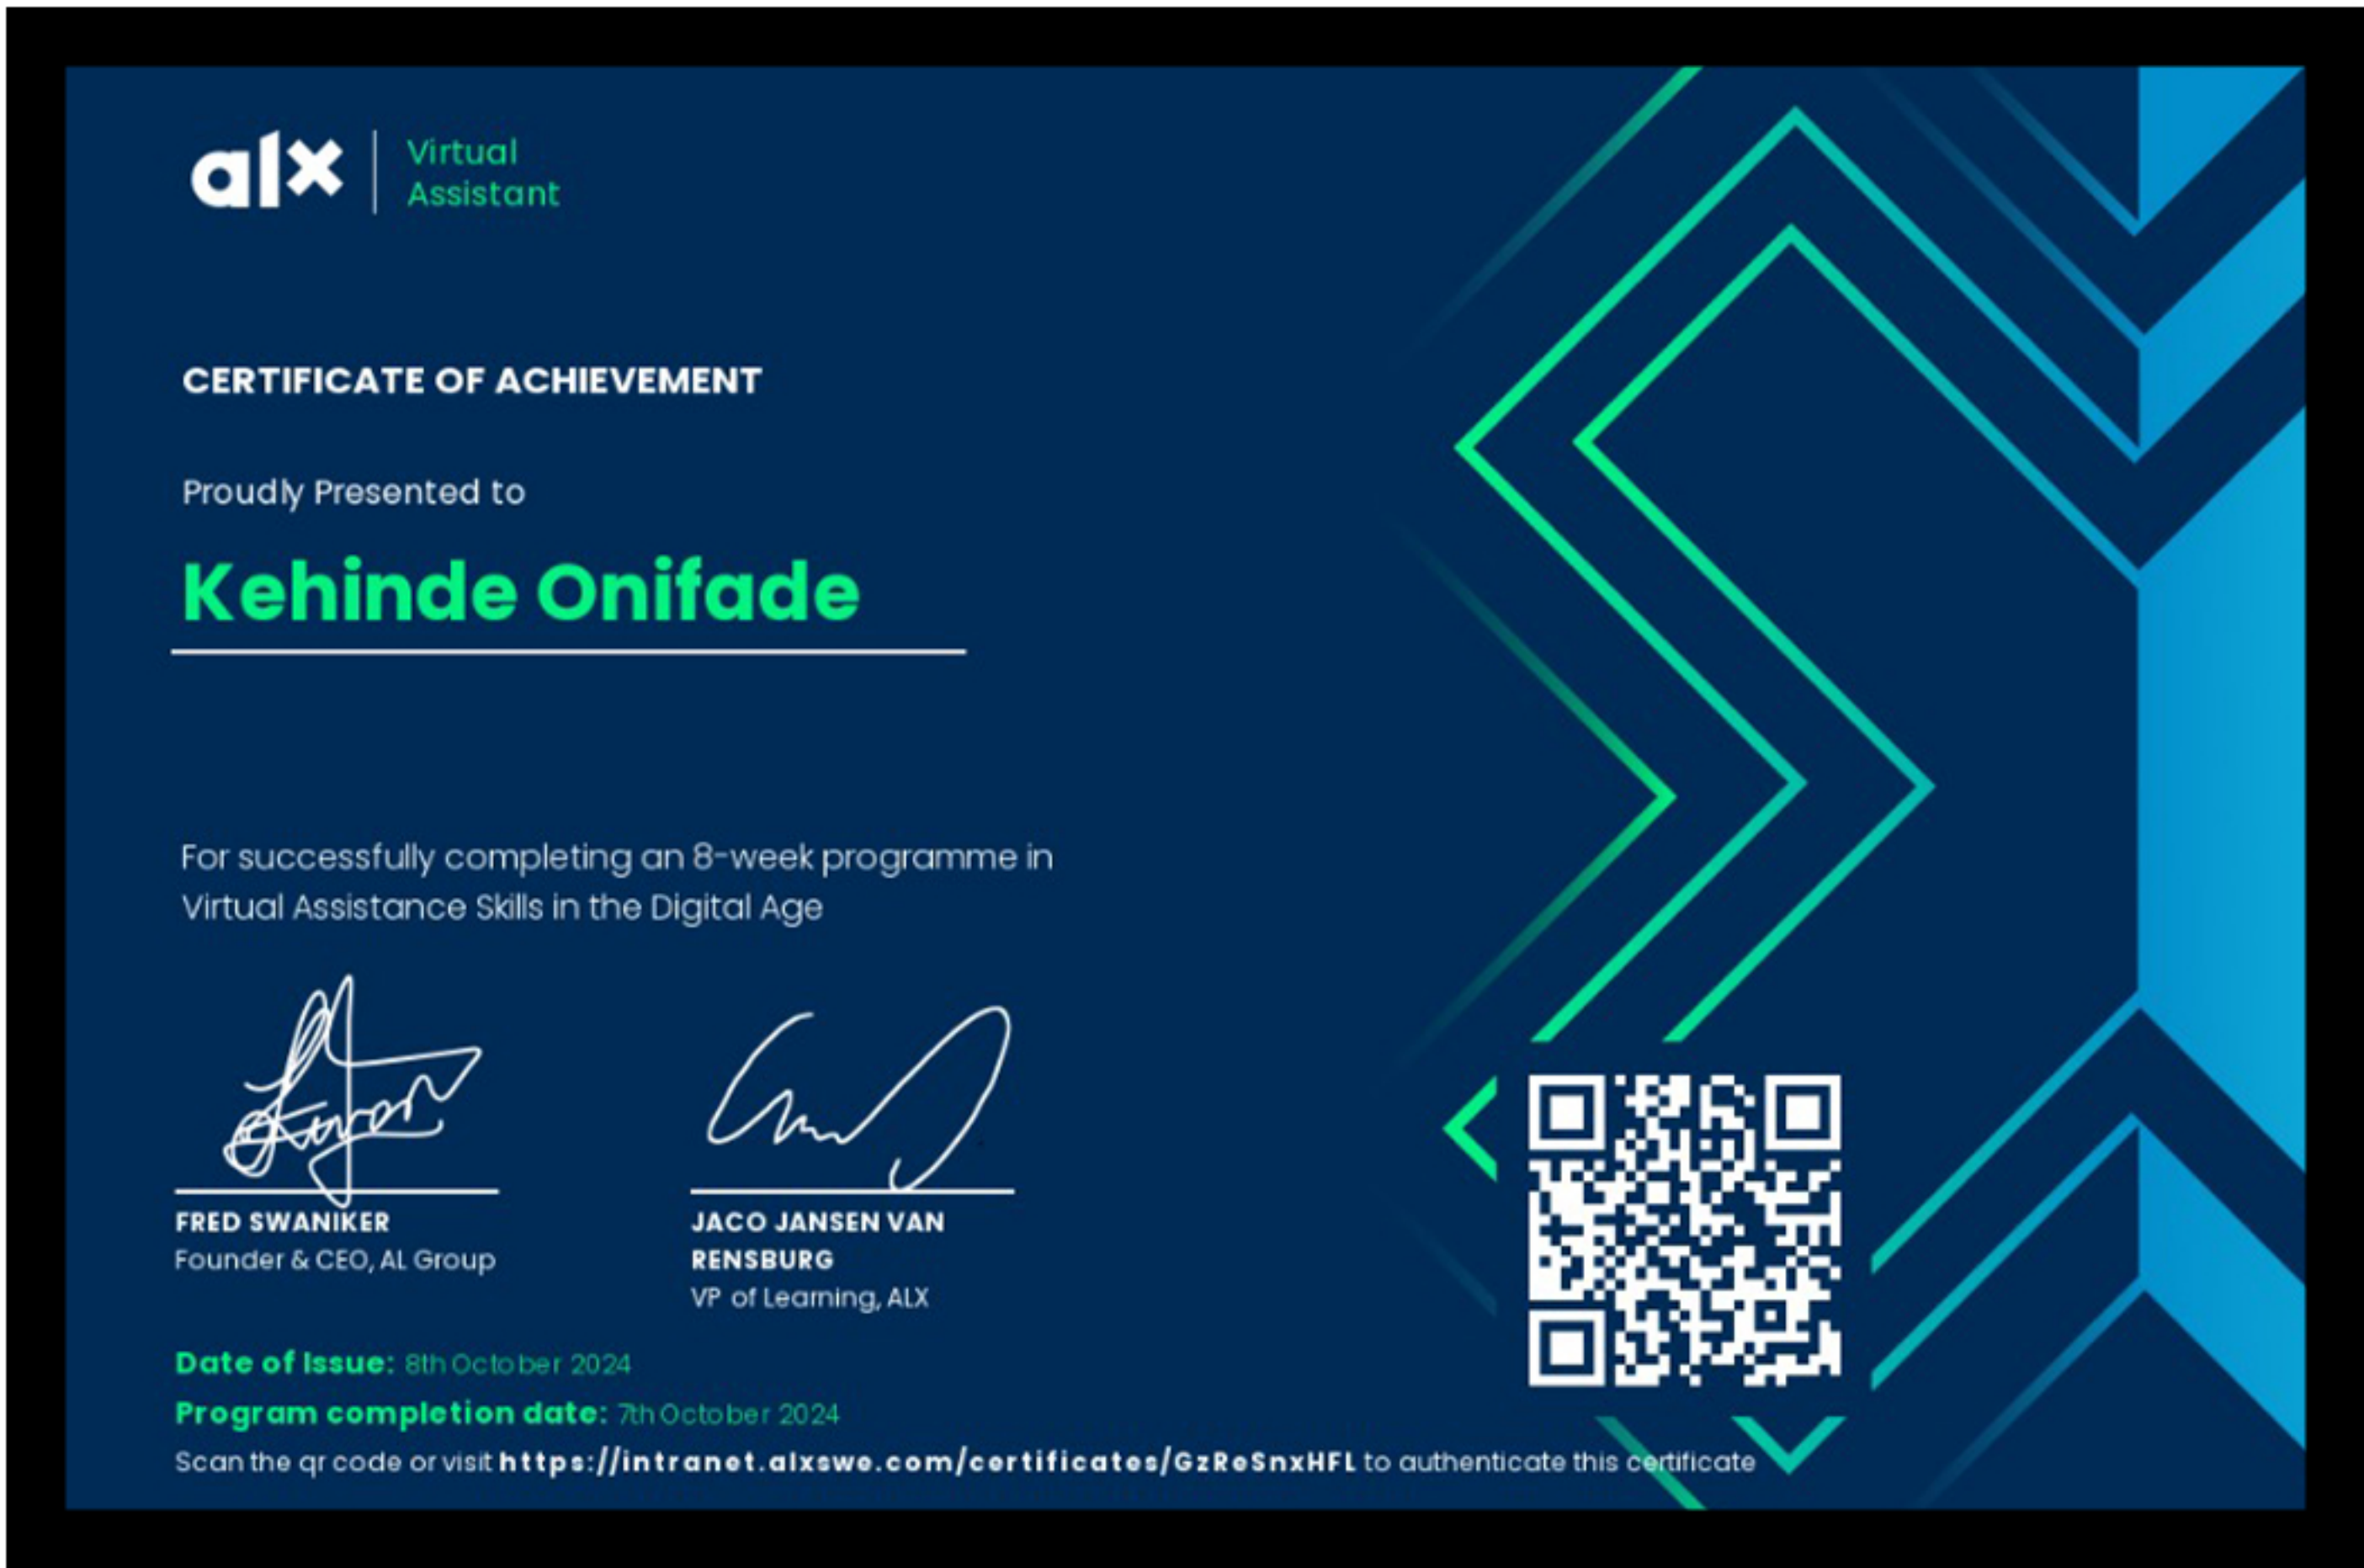 alx
Virtual
Assistant
CERTIFICATE OF ACHIEVEMENT
Proudly Presented to
Kehinde Onifade
For successfully completing an 8-week programme in
Virtual Assistance Skills in the Digital Age
FRED SWANIKER
Founder & CEO, AL Group
JACO JANSEN VAN
RENSBURG
VP of Learning, ALX
Date of Issue: 8th October 2024
Program completion date: 7th October 2024
Scan the qr code or visit https://intranet.alxswe.com/certificates/GzReSnxHFL to authenticate this certificate